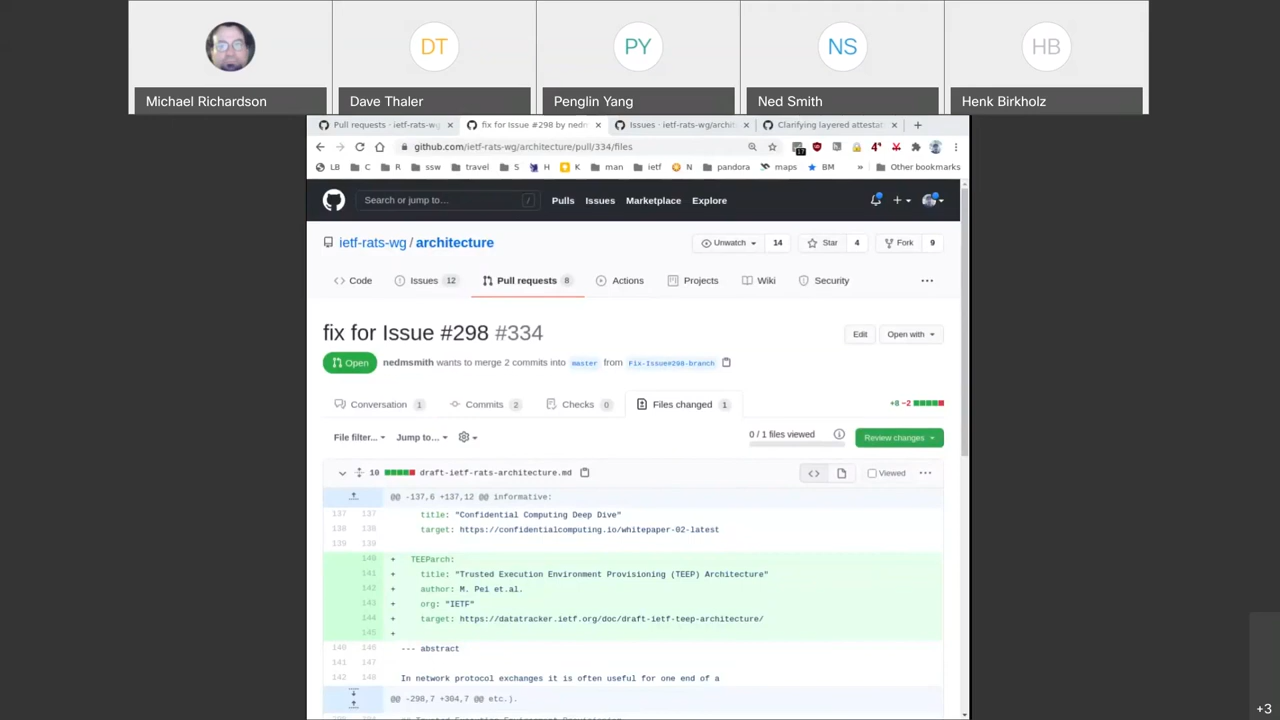 DT PY NS HB
Michael Richardson Dave Thaler Penglin Yang Ned Smith Henk Birkholz
Pull requests · ietf-rats-wg fix for Issue #298 by nedm Issues · ietf-rats-wg/archit Clarifying layered attestat
github.com/ietf-rats-wg/architecture/pull/334/files 17
LB C R ssw travel S H K man ietf N pandora maps BM » Other bookmarks
Search or jump to… / Pulls Issues Marketplace Explore
ietf-rats-wg / architecture Unwatch 14 Star 4 Fork 9
Code Issues 12 Pull requests 8 Actions Projects Wiki Security
fix for Issue #298 #334 Edit Open with
Open nedmsmith wants to merge 2 commits into master from Fix-Issue#298-branch
Conversation 1 Commits 2 Checks 0 Files changed 1 +8 −2
File filter... Jump to... 0 / 1 files viewed Review changes
10 draft-ietf-rats-architecture.md <> Viewed
@@ -137,6 +137,12 @@ informative:
137 137 title: "Confidential Computing Deep Dive"
138 138 target: https://confidentialcomputing.io/whitepaper-02-latest
139 139
140 + TEEParch:
141 + title: "Trusted Execution Environment Provisioning (TEEP) Architecture"
142 + author: M. Pei et.al.
143 + org: "IETF"
144 + target: https://datatracker.ietf.org/doc/draft-ietf-teep-architecture/
145 +
140 146 --- abstract
141 147
142 148 In network protocol exchanges it is often useful for one end of a
@@ -298,7 +304,7 @@ etc.).
+3